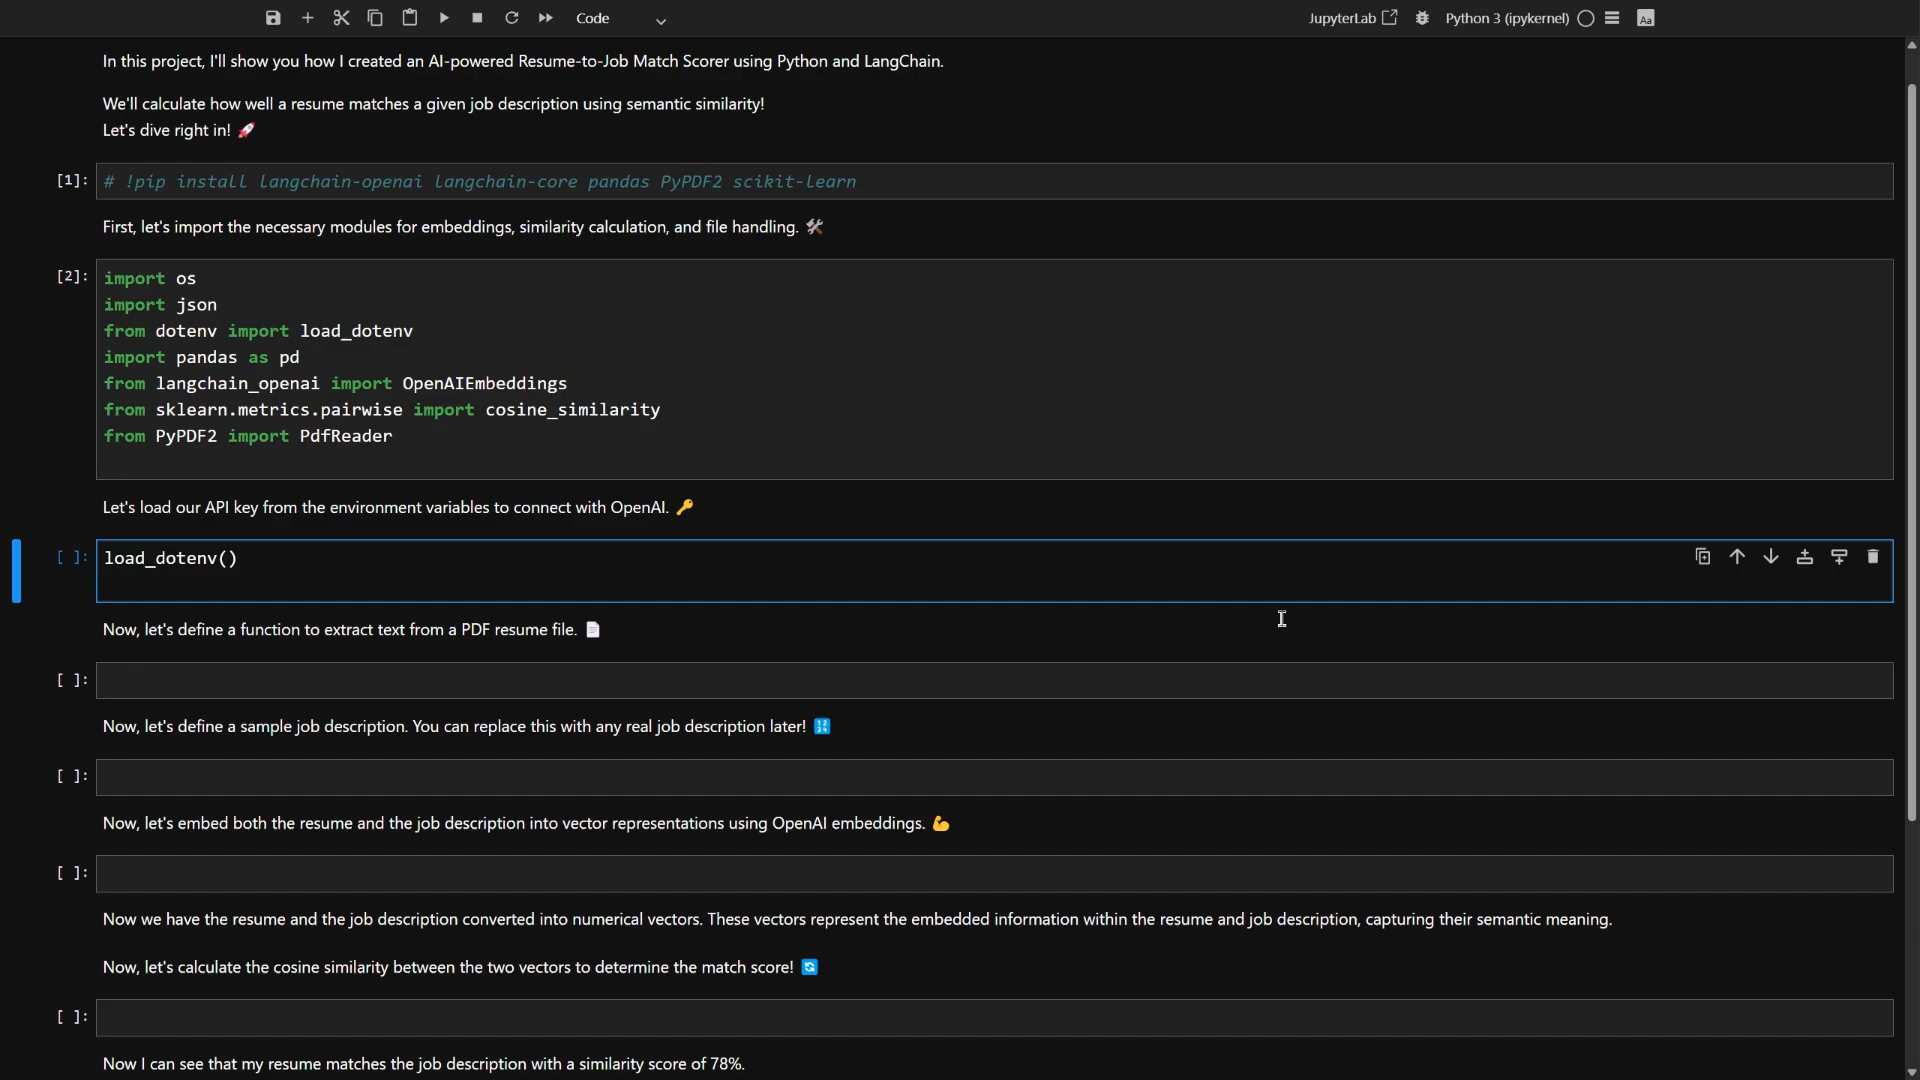 Code
JupyterLab
Python 3 (ipykernel)
In this project, I'll show you how I created an AI-powered Resume-to-Job Match Scorer using Python and LangChain.
We'll calculate how well a resume matches a given job description using semantic similarity!
Let's dive right in! 🚀
[1]: # !pip install langchain-openai langchain-core pandas PyPDF2 scikit-learn
First, let's import the necessary modules for embeddings, similarity calculation, and file handling. 🛠️
[2]: import os
import json
from dotenv import load_dotenv
import pandas as pd
from langchain_openai import OpenAIEmbeddings
from sklearn.metrics.pairwise import cosine_similarity
from PyPDF2 import PdfReader
Let's load our API key from the environment variables to connect with OpenAI. 🔑
[ ]: load_dotenv()
Now, let's define a function to extract text from a PDF resume file. 📄
[ ]:
Now, let's define a sample job description. You can replace this with any real job description later! 🔢
[ ]:
Now, let's embed both the resume and the job description into vector representations using OpenAI embeddings. 💪
[ ]:
Now we have the resume and the job description converted into numerical vectors. These vectors represent the embedded information within the resume and job description, capturing their semantic meaning.
Now, let's calculate the cosine similarity between the two vectors to determine the match score! 🔄
[ ]:
Now I can see that my resume matches the job description with a similarity score of 78%.